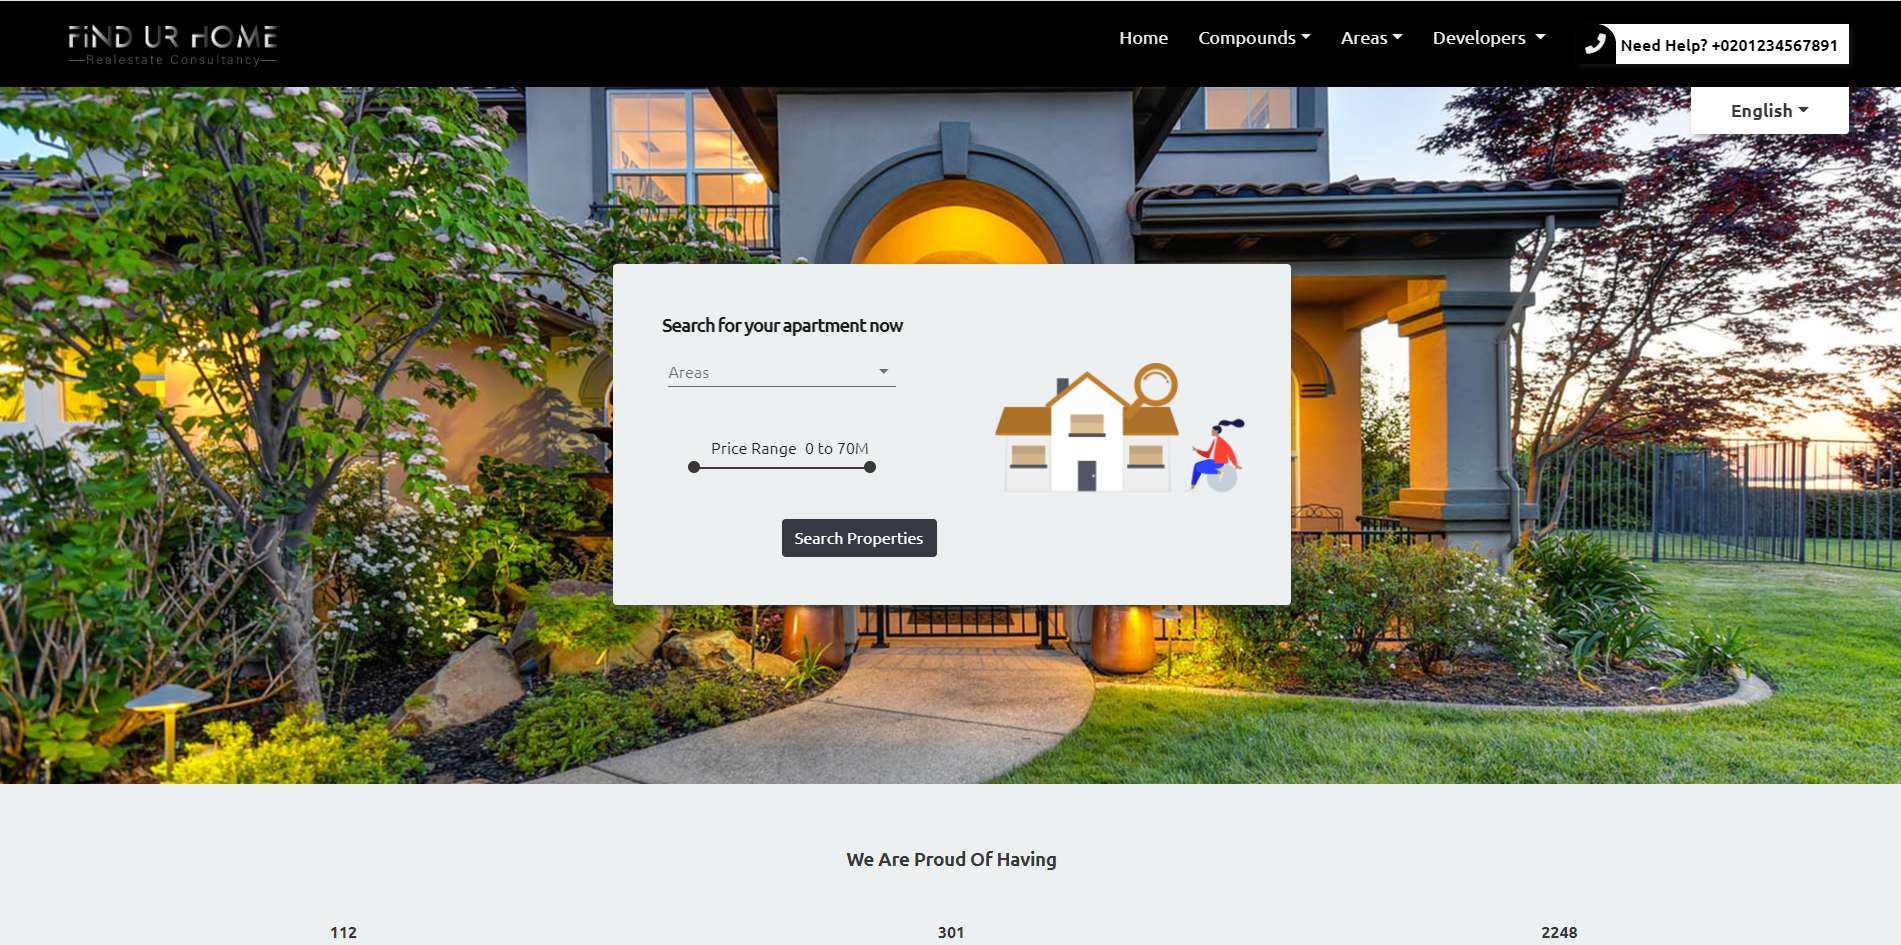 FiND UR HOME
Realestate Consultancy
Home
Compounds
Areas
Developers
Need Help? +0201234567891
English
Search for your apartment now
Areas
Price Range 0 to 70M
Search Properties
We Are Proud Of Having
112
301
2248